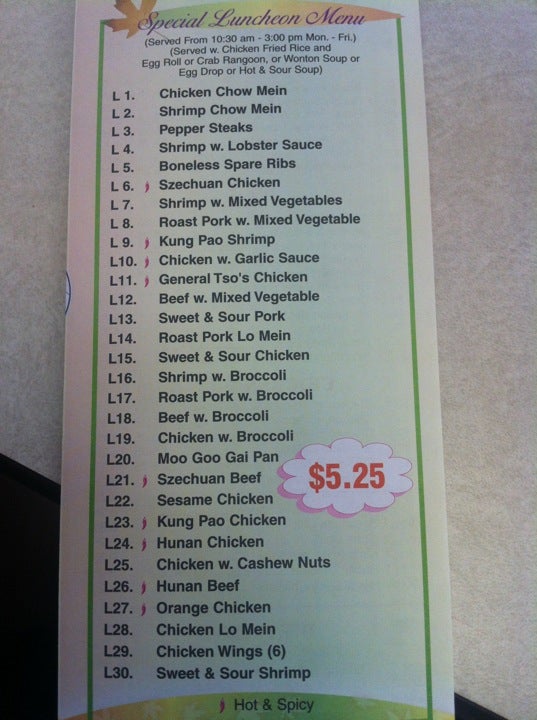 Special Luncheon Menu
(Served From 10:30 am - 3:00 pm Mon. - Fri.)
(Served w. Chicken Fried Rice and
Egg Roll or Crab Rangoon, or Wonton Soup or
Egg Drop or Hot & Sour Soup)
L 1. Chicken Chow Mein
L 2. Shrimp Chow Mein
L 3. Pepper Steaks
L 4. Shrimp w. Lobster Sauce
L 5. Boneless Spare Ribs
L 6. Szechuan Chicken
L 7. Shrimp w. Mixed Vegetables
L 8. Roast Pork w. Mixed Vegetable
L 9. Kung Pao Shrimp
L10. Chicken w. Garlic Sauce
L11. General Tso's Chicken
L12. Beef w. Mixed Vegetable
L13. Sweet & Sour Pork
L14. Roast Pork Lo Mein
L15. Sweet & Sour Chicken
L16. Shrimp w. Broccoli
L17. Roast Pork w. Broccoli
L18. Beef w. Broccoli
L19. Chicken w. Broccoli
L20. Moo Goo Gai Pan
L21. Szechuan Beef
$5.25
L22. Sesame Chicken
L23. Kung Pao Chicken
L24. Hunan Chicken
L25. Chicken w. Cashew Nuts
L26. Hunan Beef
L27. Orange Chicken
L28. Chicken Lo Mein
L29. Chicken Wings (6)
L30. Sweet & Sour Shrimp
Hot & Spicy